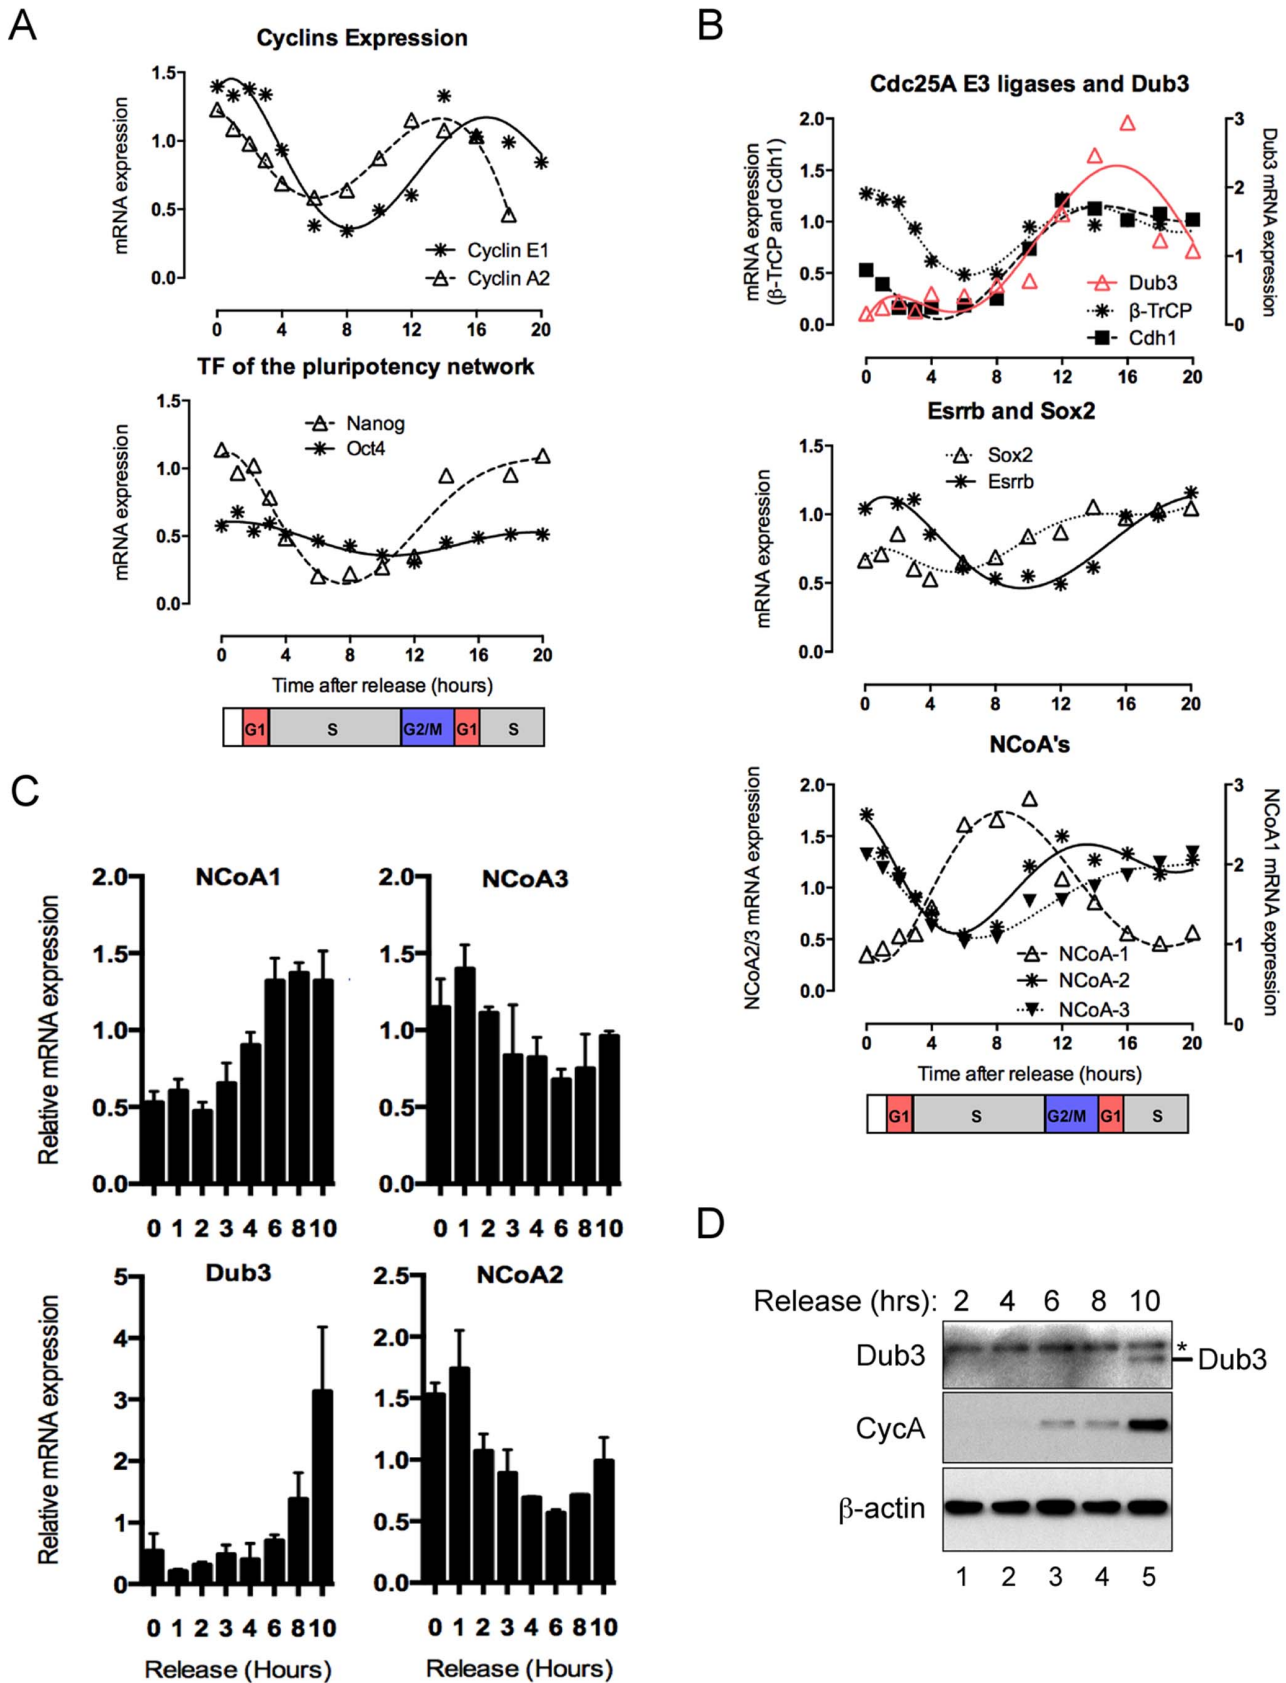 A
Cyclins Expression
mRNA expression
1.5
1.0
0.5
0.0
Cyclin E1
Cyclin A2
0 4 8 12 16 20
TF of the pluripotency network
mRNA expression
1.5
1.0
0.5
0.0
Nanog
Oct4
0 4 8 12 16 20
Time after release (hours)
G1 S G2/M G1 S
B
Cdc25A E3 ligases and Dub3
mRNA expression
(β-TrCP and Cdh1)
2.0
1.5
1.0
0.5
0.0
Dub3
β-TrCP
Cdh1
3
2
1
0
Dub3 mRNA expression
0 4 8 12 16 20
Esrrb and Sox2
mRNA expression
1.5
1.0
0.5
0.0
Sox2
Esrrb
0 4 8 12 16 20
NCoA's
NCoA2/3 mRNA expression
2.0
1.5
1.0
0.5
0.0
NCoA-1
NCoA-2
NCoA-3
3
2
1
0
NCoA1 mRNA expression
0 4 8 12 16 20
Time after release (hours)
G1 S G2/M G1 S
C
NCoA1
Relative mRNA expression
2.0
1.5
1.0
0.5
0.0
0 1 2 3 4 6 8 10
NCoA3
2.0
1.5
1.0
0.5
0.0
0 1 2 3 4 6 8 10
Dub3
Relative mRNA expression
5
4
3
2
1
0
0 1 2 3 4 6 8 10
Release (Hours)
NCoA2
2.5
2.0
1.5
1.0
0.5
0.0
0 1 2 3 4 6 8 10
Release (Hours)
D
Release (hrs): 2 4 6 8 10
Dub3 * Dub3
CycA
β-actin
1 2 3 4 5